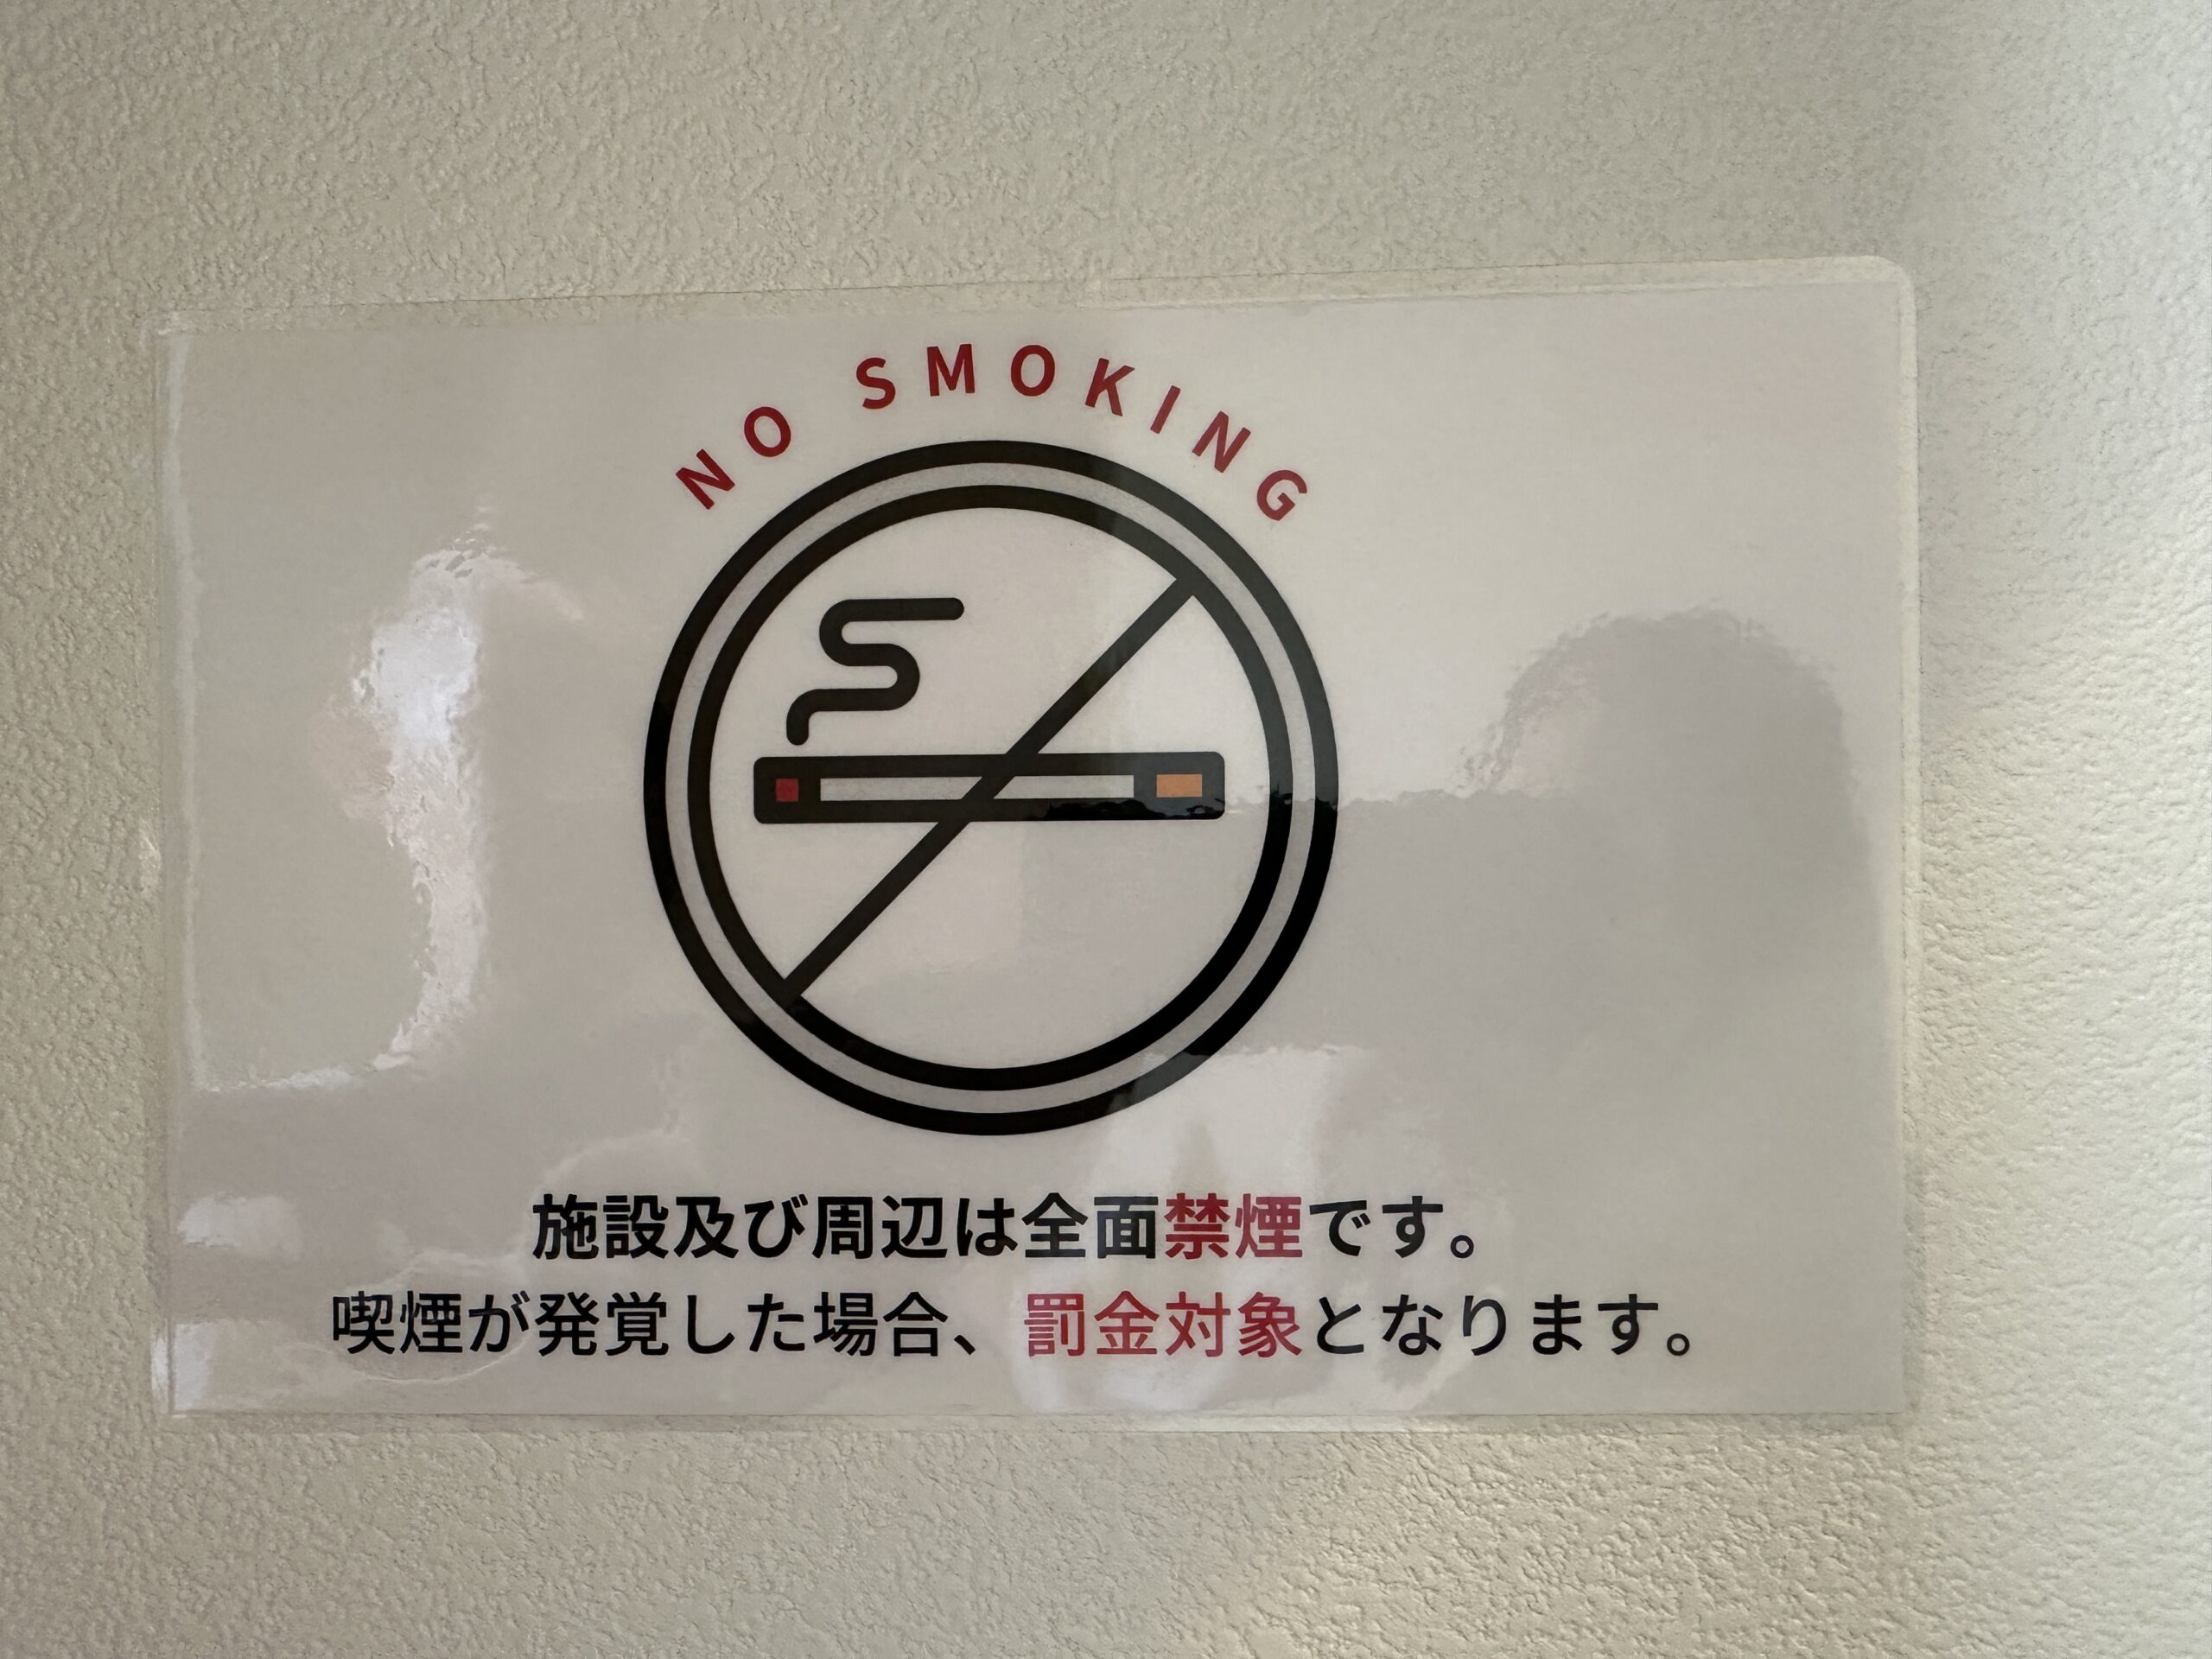 NO SMOKING
施設及び周辺は全面禁煙です。
喫煙が発覚した場合、罰金対象となります。